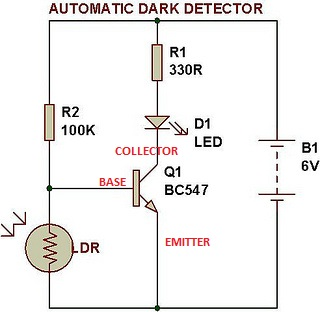 AUTOMATIC DARK DETECTOR
R1
330R
R2
100K
D1
LED
COLLECTOR
B1
6V
Q1
BC547
BASE
EMITTER
LDR